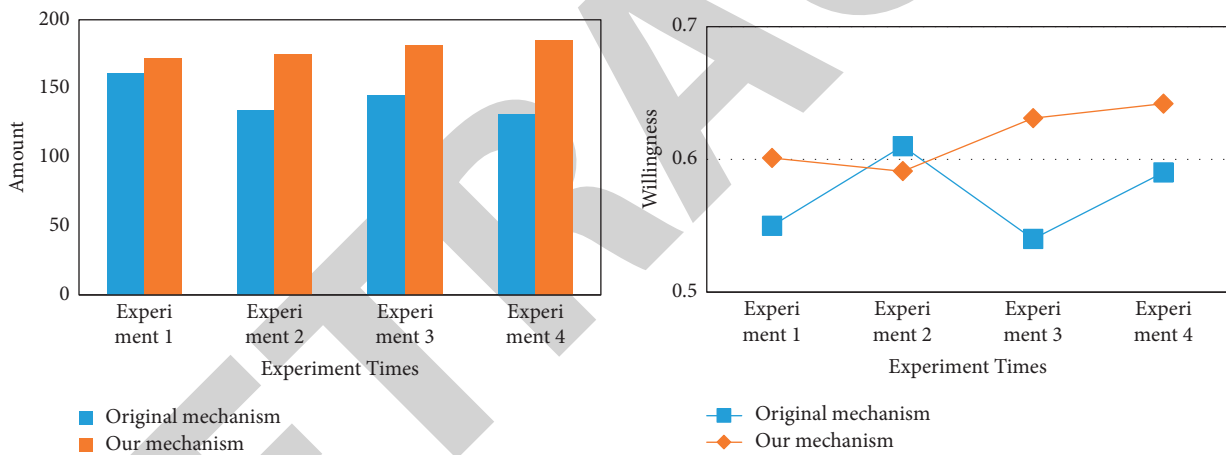 200
150
100
50
0
Amount
Experi
ment 1
Experi
ment 2
Experi
ment 3
Experi
ment 4
Experiment Times
Original mechanism
Our mechanism
0.7
0.6
0.5
Willingness
Experi
ment 1
Experi
ment 2
Experi
ment 3
Experi
ment 4
Experiment Times
Original mechanism
Our mechanism